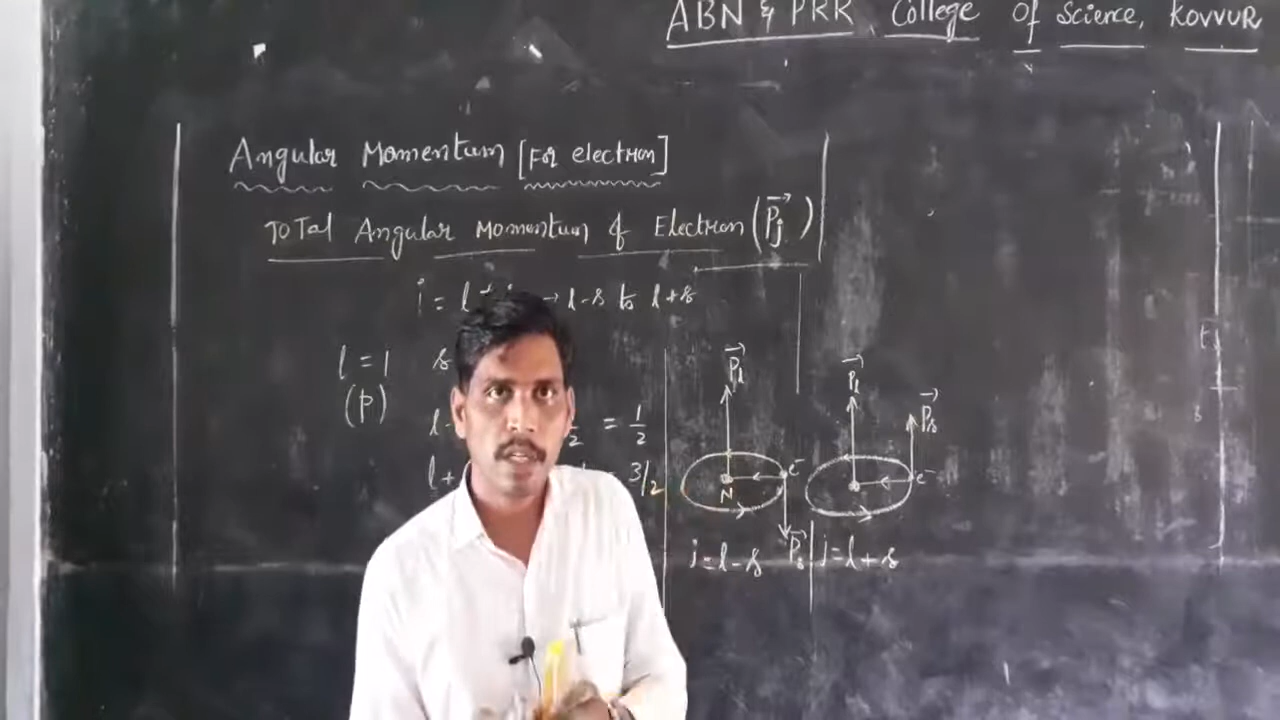 ABN & PRR College Of Science, KOVVUR
Angular Momentum [For electron]
TOTal Angular Momentum of Electron (P⃗j)
j = l ± → l-s to l+s
l = 1 s
(p)
l- 2 = 1/2
l+ 3/2
P⃗l
P⃗l
P⃗s
e⁻
e⁻
N
P⃗s
j = l - s
j = l + s